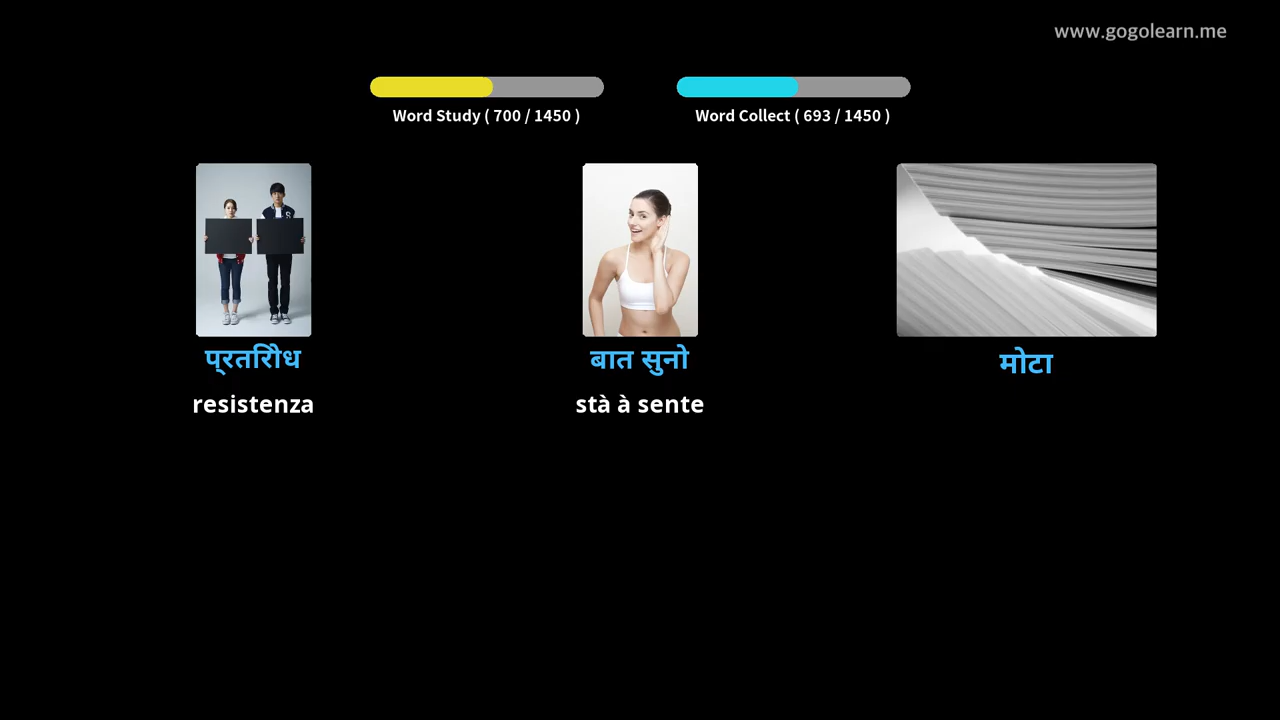 www.gogolearn.me
Word Study ( 700 / 1450 )
Word Collect ( 693 / 1450 )
प्रतिरोध
बात सुनो
मोटा
resistenza
stà à sente